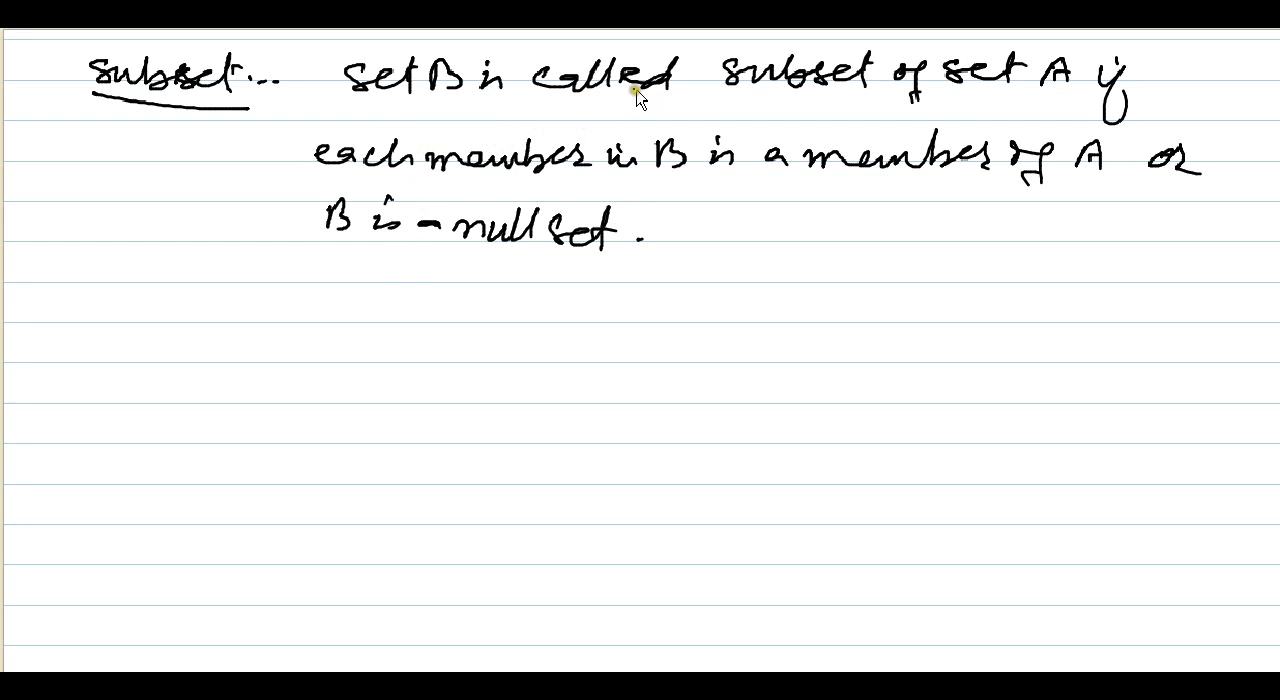 Subset... Set B is called subset of set A if
each member in B is a member of A or
B is a null set.